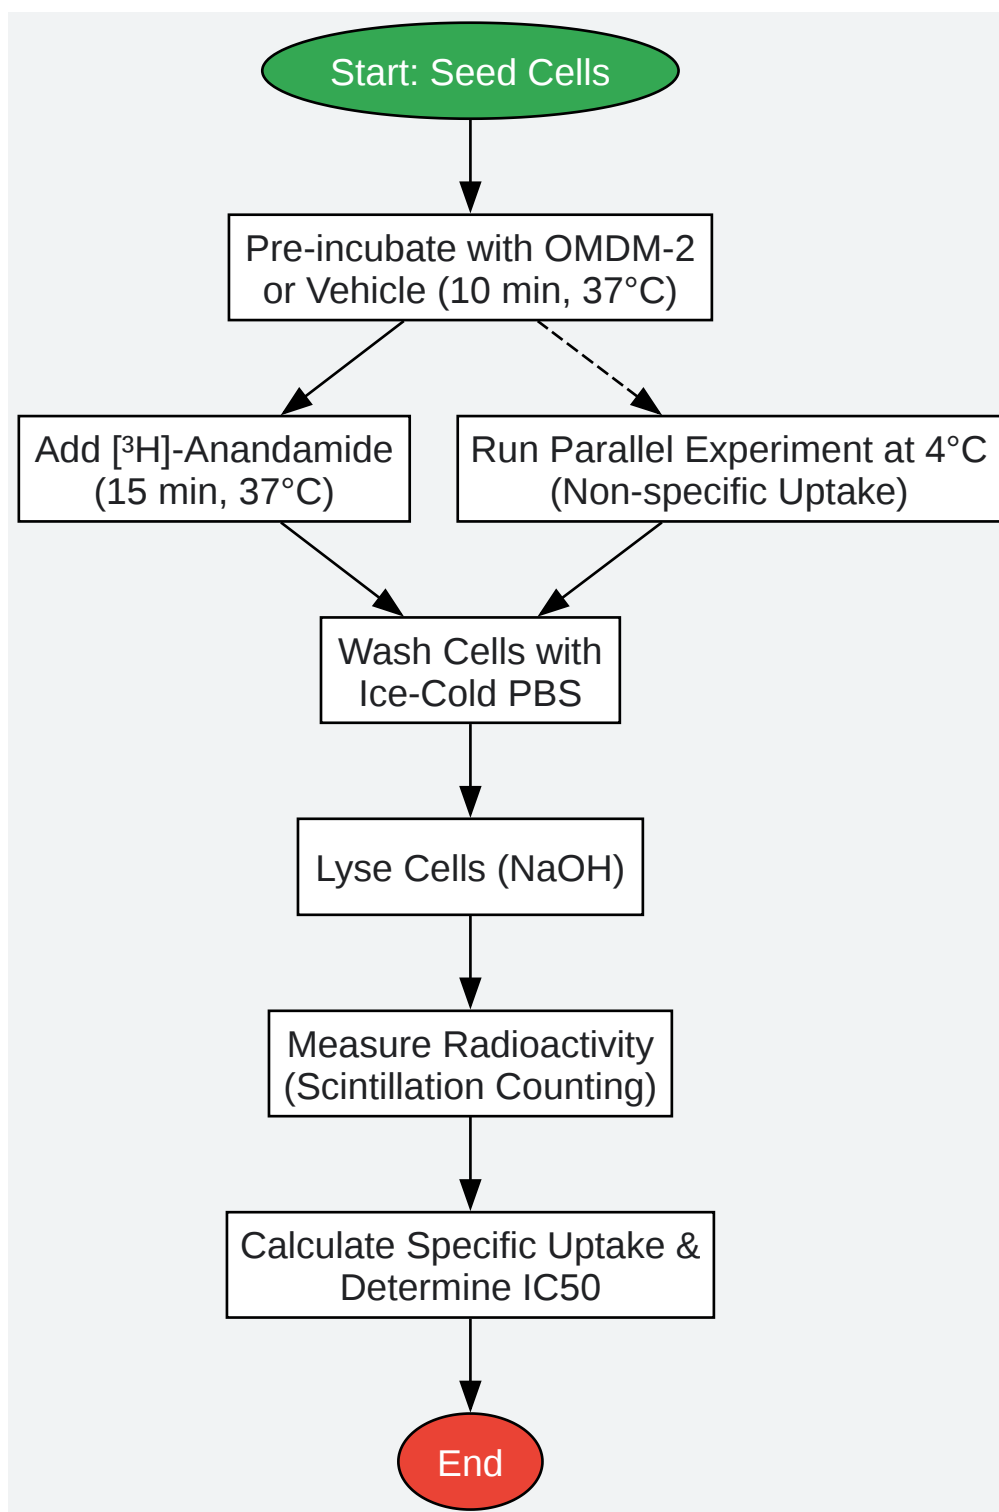 Start: Seed Cells
Pre-incubate with OMDM-2
or Vehicle (10 min, 37°C)
Add [³H]-Anandamide
(15 min, 37°C)
Run Parallel Experiment at 4°C
(Non-specific Uptake)
Wash Cells with
Ice-Cold PBS
Lyse Cells (NaOH)
Measure Radioactivity
(Scintillation Counting)
Calculate Specific Uptake &
Determine IC50
End